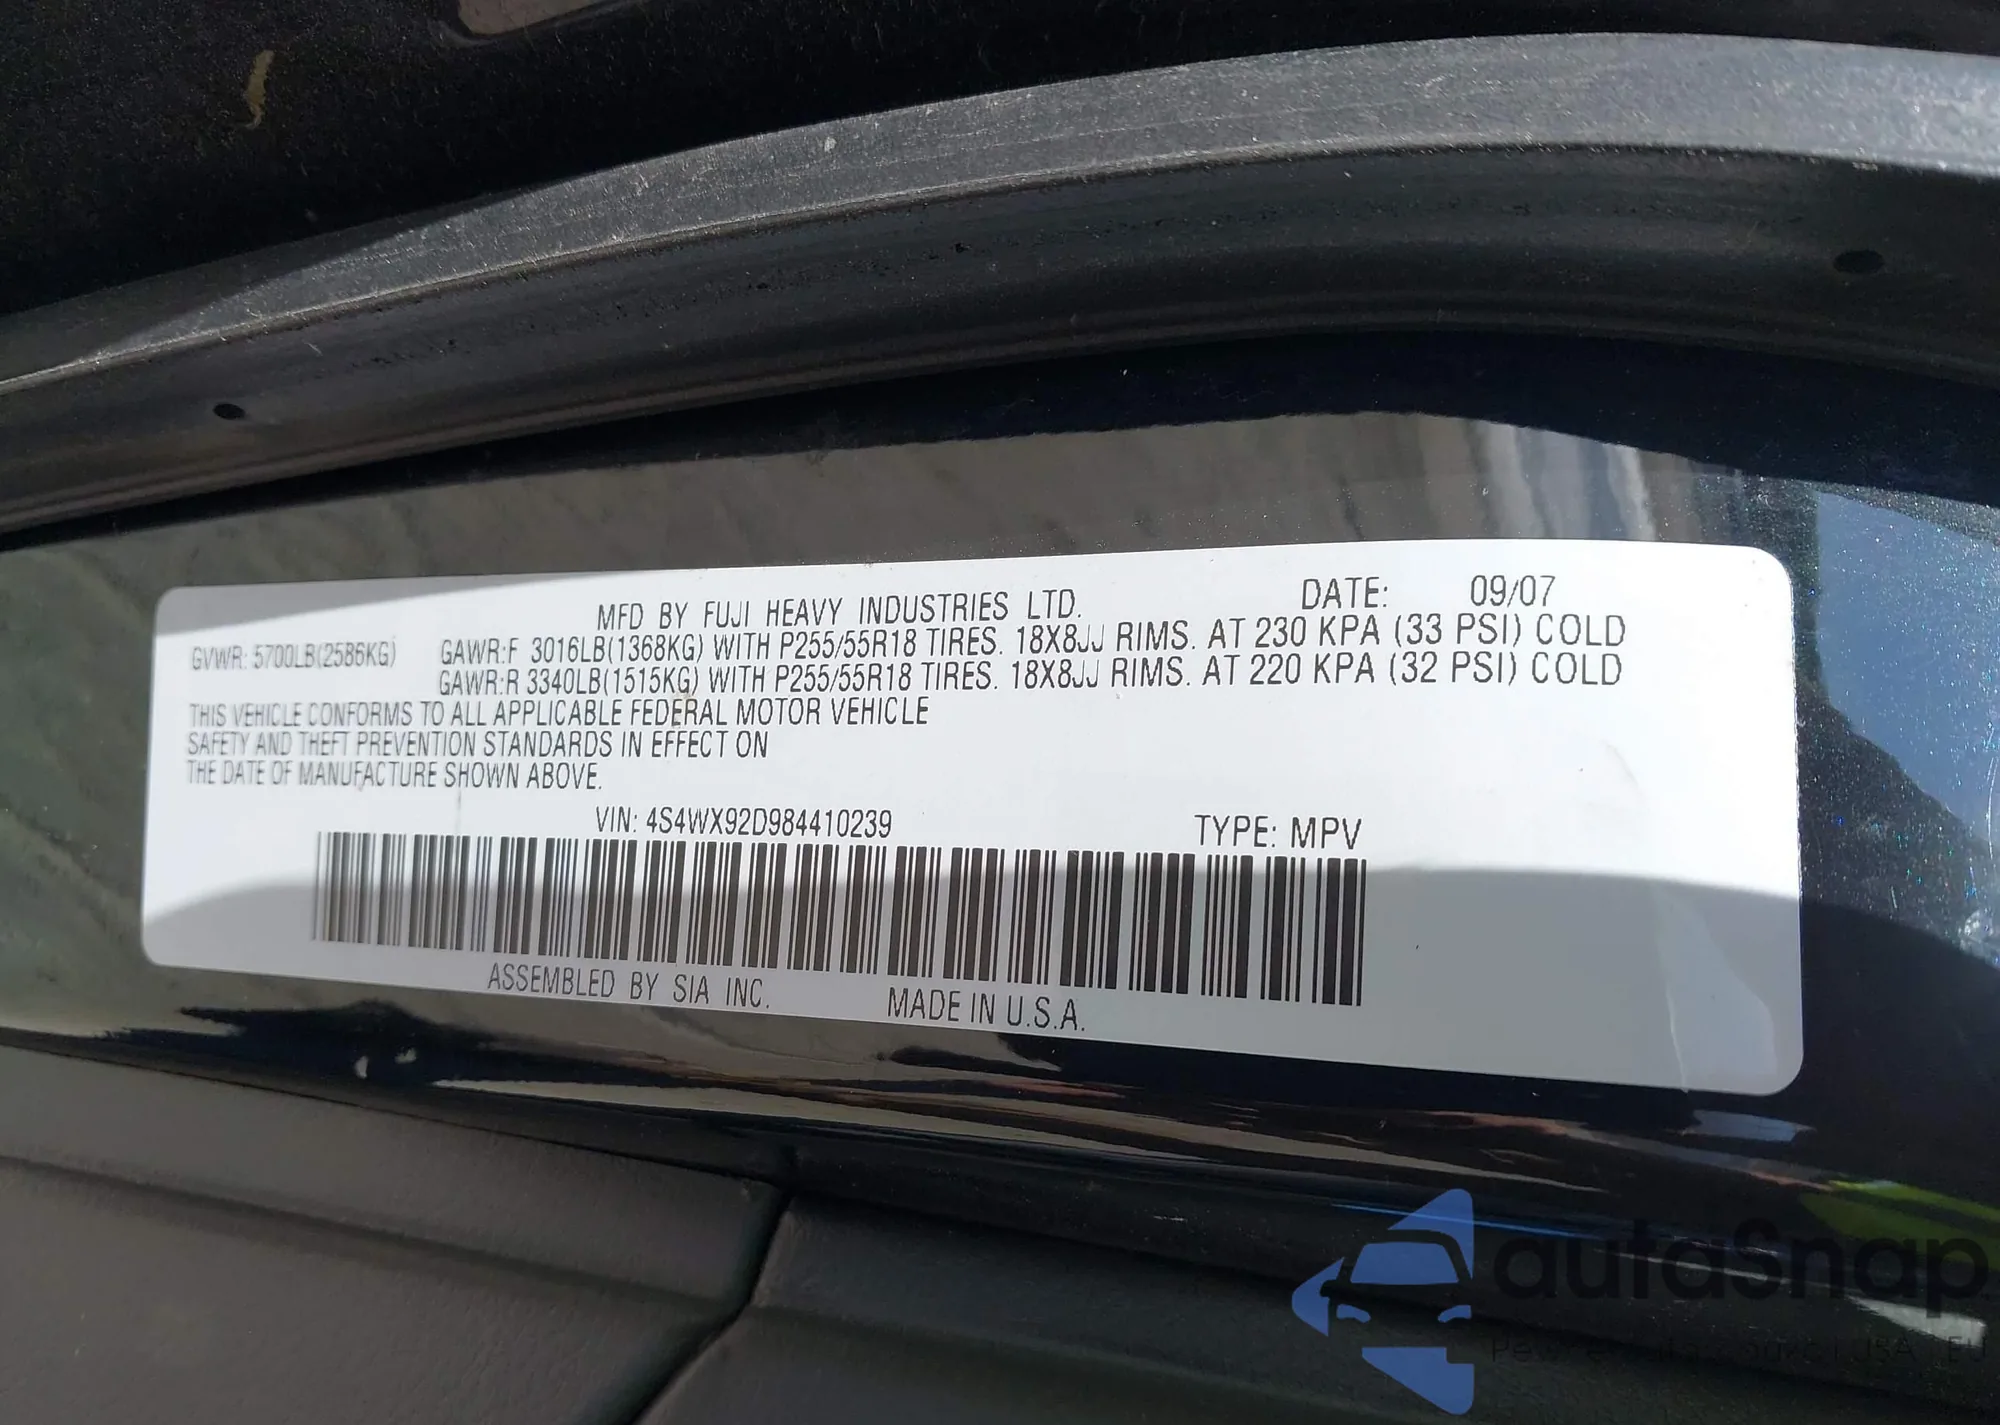 MFD BY FUJI HEAVY INDUSTRIES LTD. DATE: 09/07
GVWR: 5700LB(2586KG) GAWR:F 3016LB(1368KG) WITH P255/55R18 TIRES. 18X8JJ RIMS. AT 230 KPA (33 PSI) COLD
GAWR:R 3340LB(1515KG) WITH P255/55R18 TIRES. 18X8JJ RIMS. AT 220 KPA (32 PSI) COLD
THIS VEHICLE CONFORMS TO ALL APPLICABLE FEDERAL MOTOR VEHICLE
SAFETY AND THEFT PREVENTION STANDARDS IN EFFECT ON
THE DATE OF MANUFACTURE SHOWN ABOVE.
VIN: 4S4WX92D984410239 TYPE: MPV
ASSEMBLED BY SIA INC. MADE IN U.S.A.
autaSnap